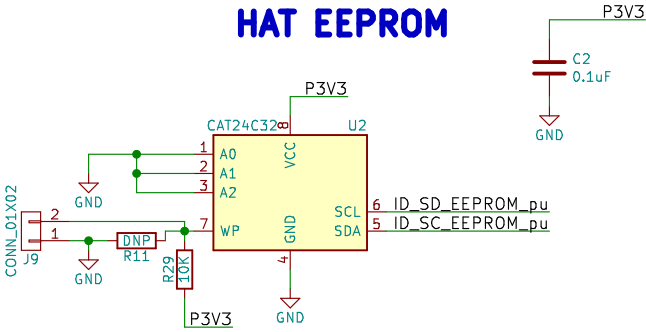 HAT EEPROM
P3V3
C2
0.1uF
GND
P3V3
CAT24C32
U2
8
VCC
1
A0
2
A1
3
A2
GND
6
SCL
ID_SD_EEPROM_pu
5
SDA
ID_SC_EEPROM_pu
7
WP
GND
4
GND
CONN_01X02
2
1
J9
GND
DNP
R11
R29
10K
P3V3